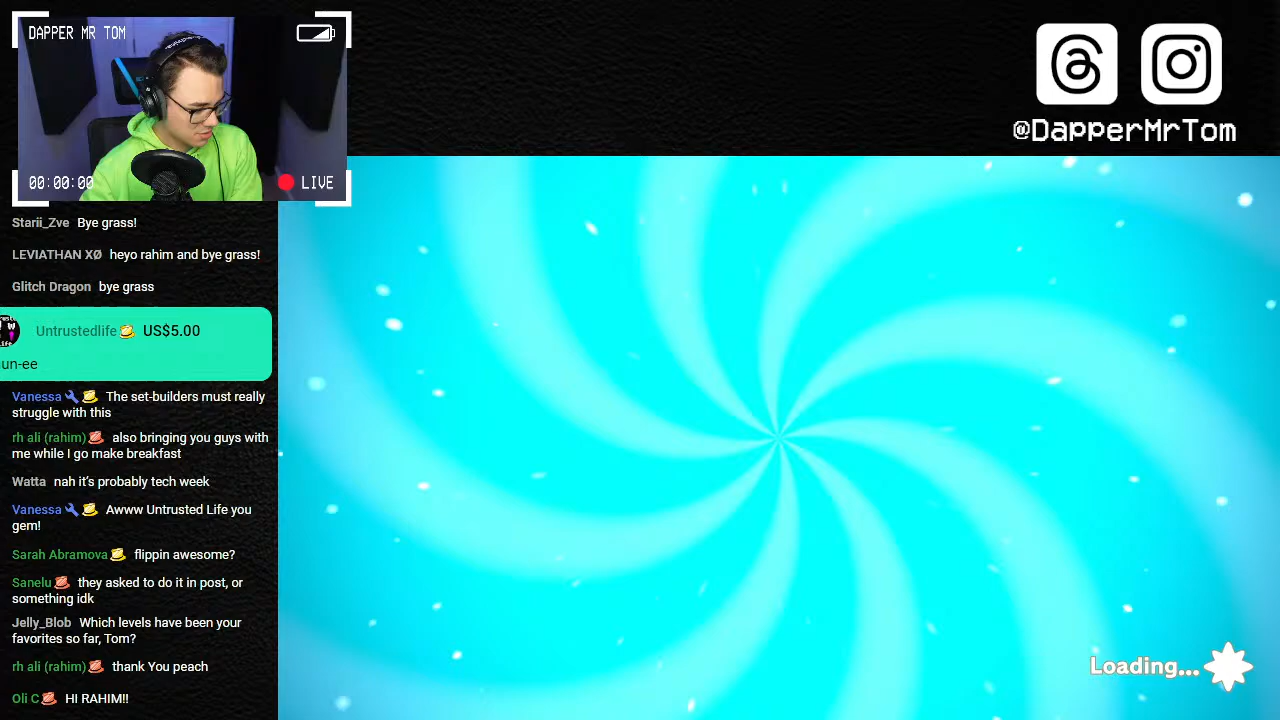 DAPPER MR TOM
00:00:00
LIVE
@DapperMrTom
Starii_Zve Bye grass!
LEVIATHAN XØ heyo rahim and bye grass!
Glitch Dragon bye grass
Untrustedlife US$5.00
un-ee
Vanessa The set-builders must really
struggle with this
rh ali (rahim) also bringing you guys with
me while I go make breakfast
Watta nah it's probably tech week
Vanessa Awww Untrusted Life you
gem!
Sarah Abramova flippin awesome?
Sanelu they asked to do it in post, or
something idk
Jelly_Blob Which levels have been your
favorites so far, Tom?
rh ali (rahim) thank You peach
Oli C HI RAHIM!!
Loading...